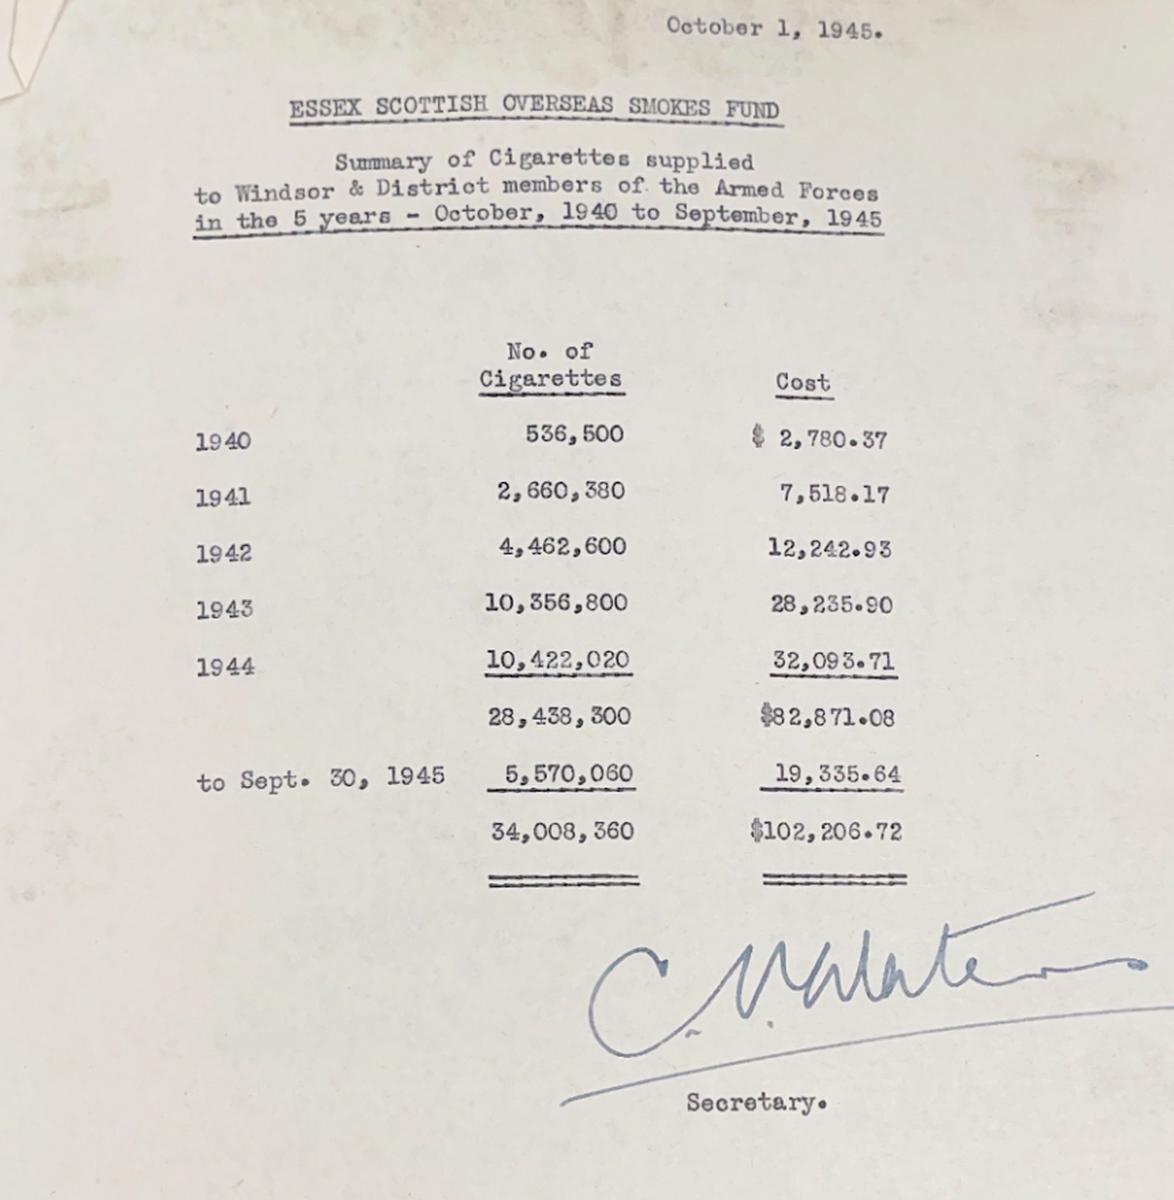 October 1, 1945.
ESSEX SCOTTISH OVERSEAS SMOKES FUND
Summary of Cigarettes supplied
to Windsor & District members of the Armed Forces
in the 5 years - October, 1940 to September, 1945
No. of
Cigarettes Cost
1940 536,500 $ 2,780.37
1941 2,660,380 7,518.17
1942 4,462,600 12,242.93
1943 10,356,800 28,235.90
1944 10,422,020 32,093.71
28,438,300 $82,871.08
to Sept. 30, 1945 5,570,060 19,335.64
34,008,360 $102,206.72
C. V. Waters
Secretary.